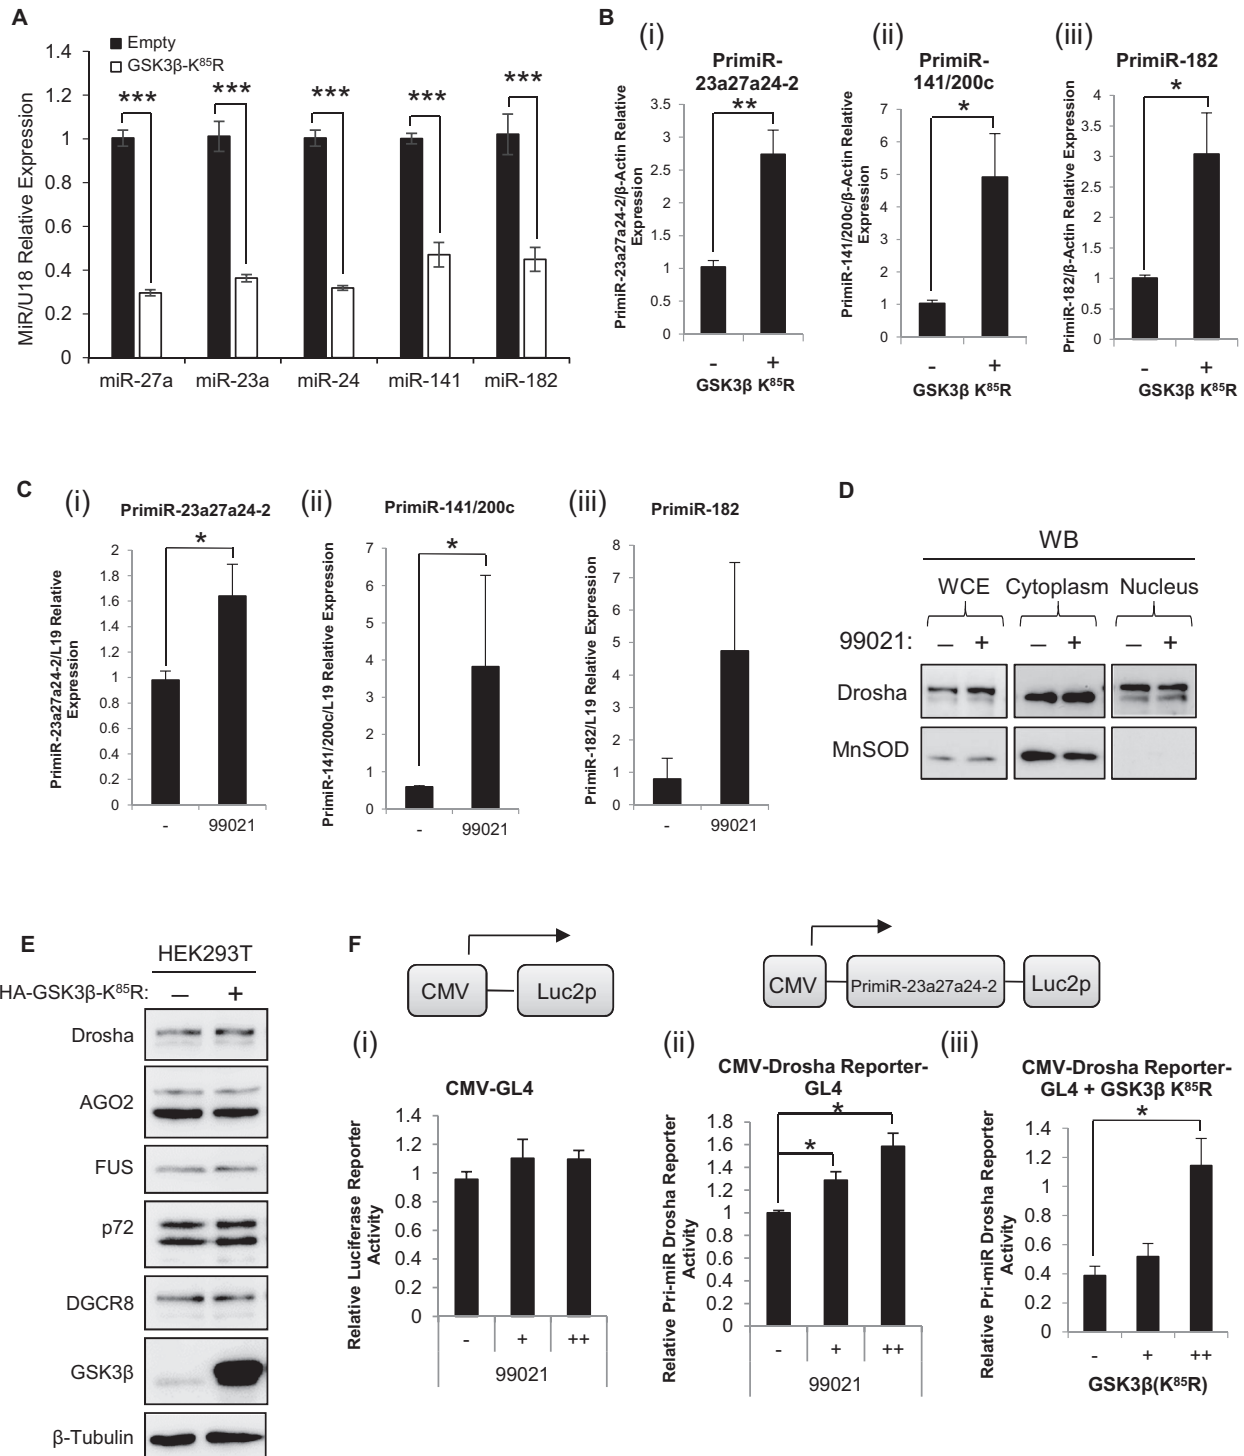 A
Empty
GSK3β-K85R
MiR/U18 Relative Expression
1.4
1.2
1
0.8
0.6
0.4
0.2
0
***
***
***
***
***
miR-27a
miR-23a
miR-24
miR-141
miR-182
B
(i)
PrimiR-
23a27a24-2
PrimiR-23a27a24-2/β-Actin Relative
Expression
3.5
3
2.5
2
1.5
1
0.5
0
**
-
+
GSK3β K85R
(ii)
PrimiR-
141/200c
PrimiR-141/200c/β-Actin Relative
Expression
7
6
5
4
3
2
1
0
*
-
+
GSK3β K85R
(iii)
PrimiR-182
PrimiR-182/β-Actin Relative Expression
4
3.5
3
2.5
2
1.5
1
0.5
0
*
-
+
GSK3β K85R
C
(i)
PrimiR-23a27a24-2
PrimiR-23a27a24-2/L19 Relative
Expression
2
1.8
1.6
1.4
1.2
1
0.8
0.6
0.4
0.2
0
*
-
99021
(ii)
PrimiR-141/200c
PrimiR-141/200c/L19 Relative Expression
7
6
5
4
3
2
1
0
*
-
99021
(iii)
PrimiR-182
PrimiR-182/L19 Relative Expression
8
7
6
5
4
3
2
1
0
-
99021
D
WB
WCE
Cytoplasm
Nucleus
99021:
–
+
–
+
–
+
Drosha
MnSOD
E
HEK293T
HA-GSK3β-K85R:
–
+
Drosha
AGO2
FUS
p72
DGCR8
GSK3β
β-Tubulin
F
CMV
Luc2p
CMV
PrimiR-23a27a24-2
Luc2p
(i)
CMV-GL4
Relative Luciferase Reporter
Activity
1.4
1.2
1
0.8
0.6
0.4
0.2
0
-
+
++
99021
(ii)
CMV-Drosha Reporter-
GL4
Relative Pri-miR Drosha Reporter
Activity
1.8
1.6
1.4
1.2
1
0.8
0.6
0.4
0.2
0
*
*
-
+
++
99021
(iii)
CMV-Drosha Reporter-
GL4 + GSK3β K85R
Relative Pri-miR Drosha Reporter
Activity
1.4
1.2
1
0.8
0.6
0.4
0.2
0
*
-
+
++
GSK3β(K85R)